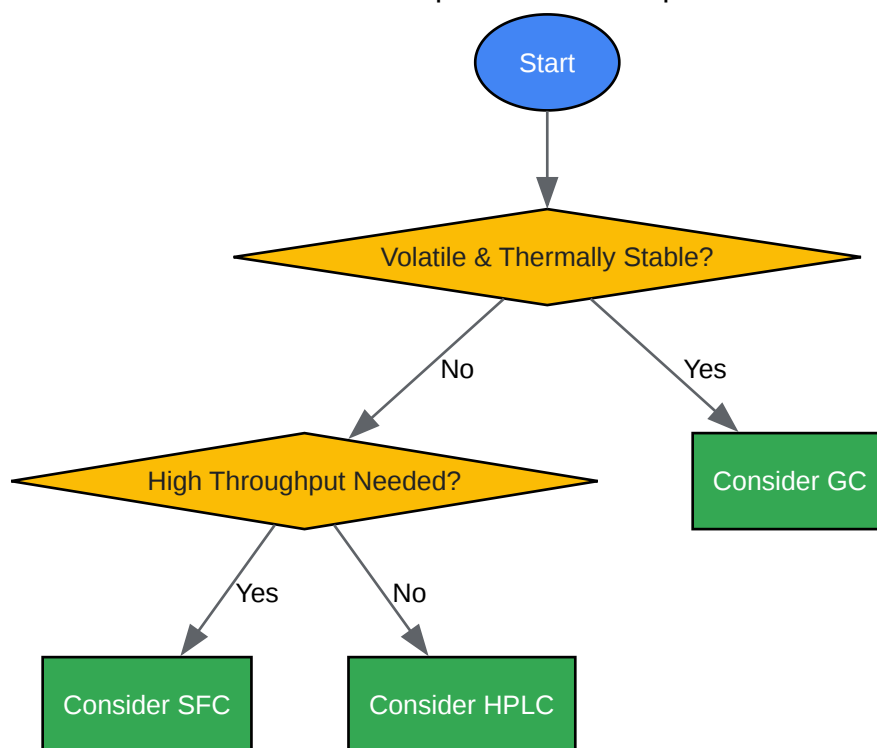 Start
Volatile & Thermally Stable?
No
Yes
High Throughput Needed?
Consider GC
Yes
No
Consider SFC
Consider HPLC